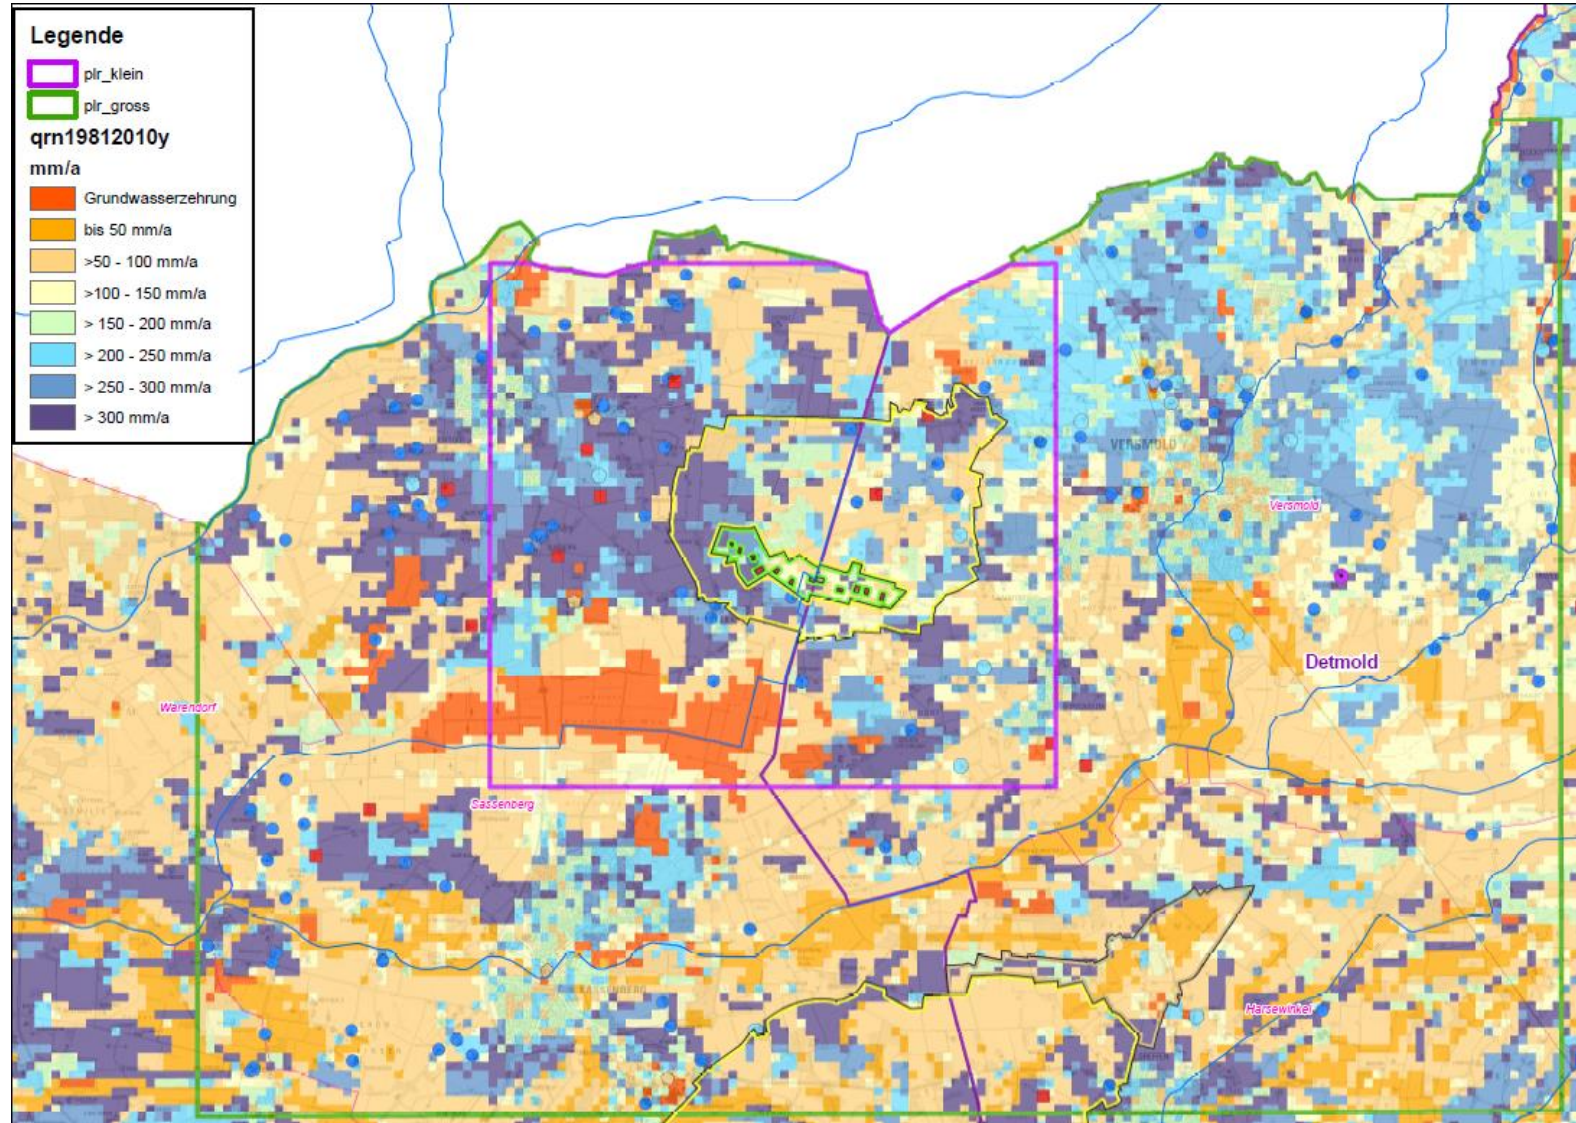 Legende
plr_klein
plr_gross
qrn19812010y
mm/a
Grundwasserzehrung
bis 50 mm/a
>50 - 100 mm/a
>100 - 150 mm/a
> 150 - 200 mm/a
> 200 - 250 mm/a
> 250 - 300 mm/a
> 300 mm/a
VERSMOLD
Versmold
Detmold
Warendorf
Sassenberg
SASSENBERG
Harsewinkel